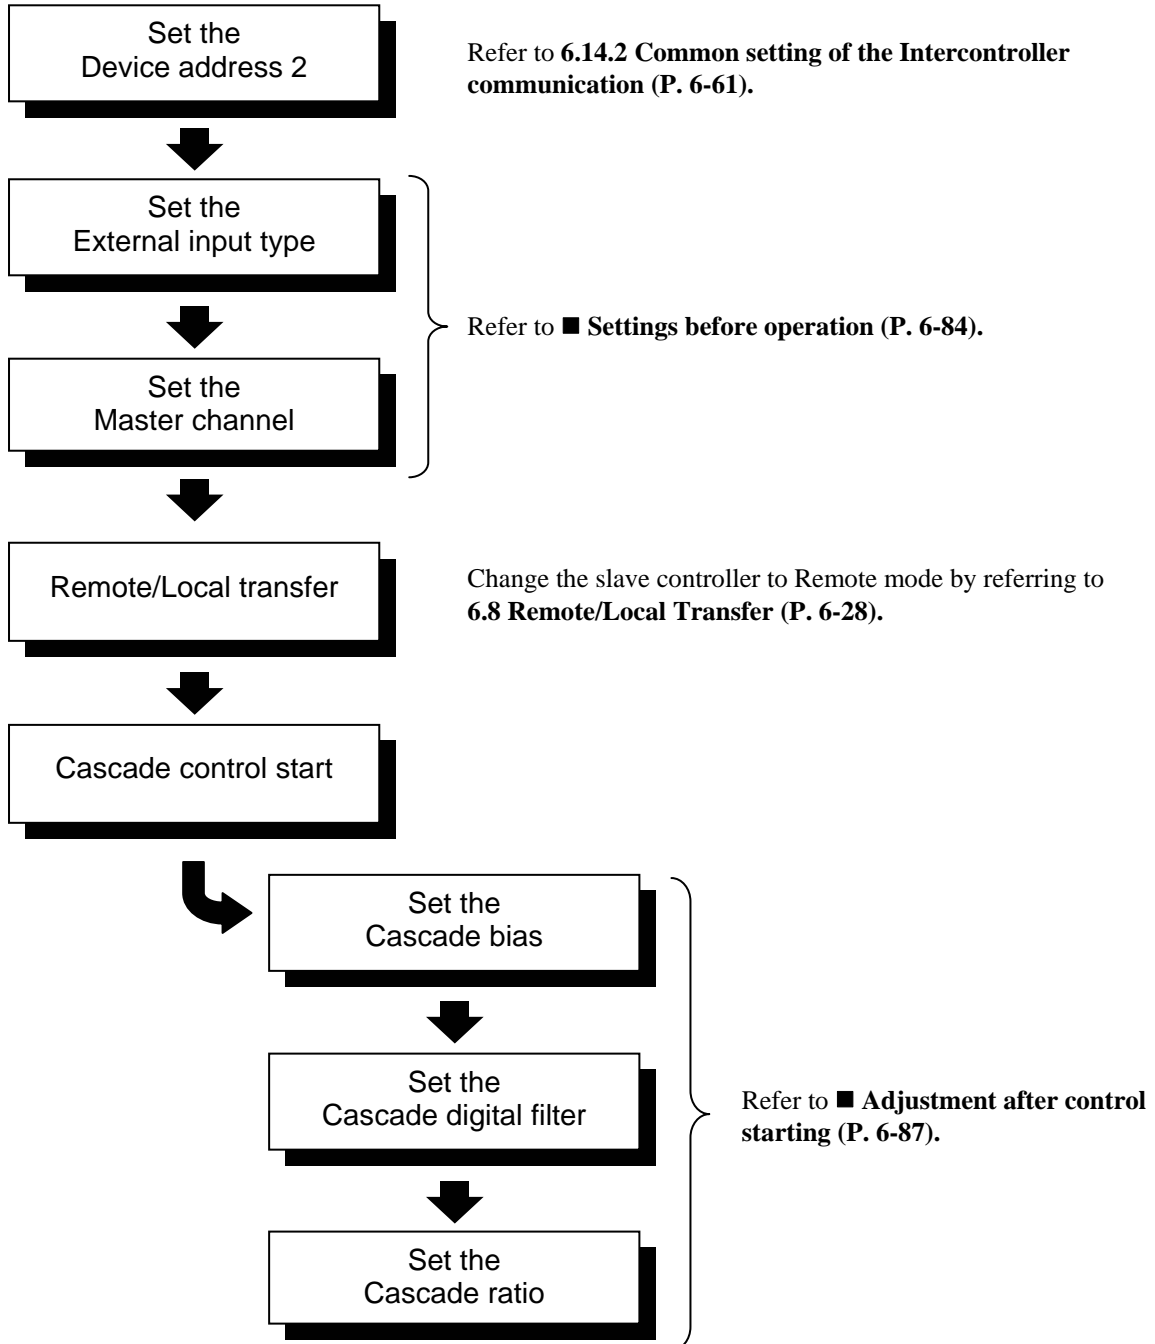 Set the
Device address 2
Refer to 6.14.2 Common setting of the Intercontroller
communication (P. 6-61).
Set the
External input type
Refer to ■ Settings before operation (P. 6-84).
Set the
Master channel
Remote/Local transfer
Change the slave controller to Remote mode by referring to
6.8 Remote/Local Transfer (P. 6-28).
Cascade control start
Set the
Cascade bias
Set the
Cascade digital filter
Refer to ■ Adjustment after control
starting (P. 6-87).
Set the
Cascade ratio